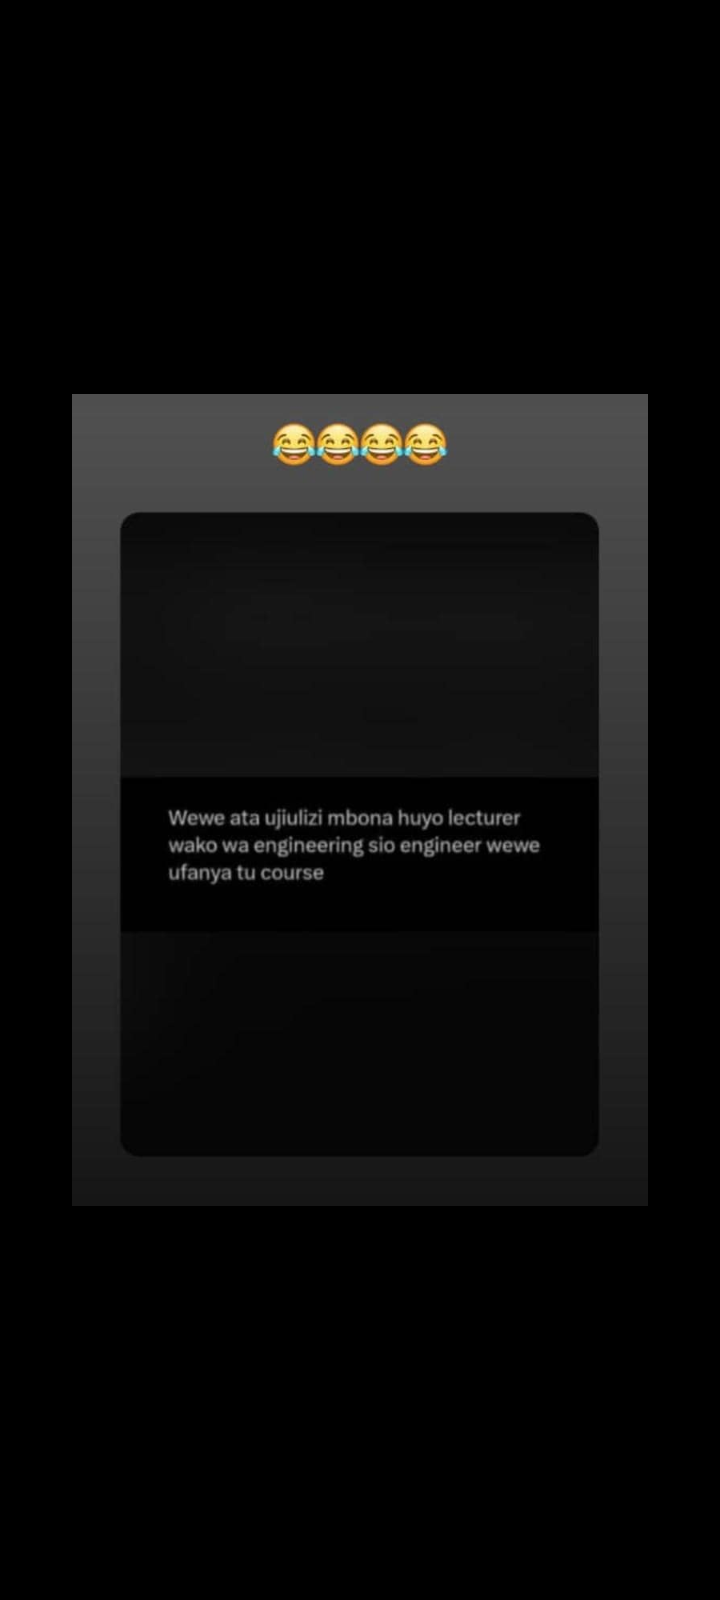 😂😂😂😂
Wewe ata ujiulizi mbona huyo lecturer
wako wa engineering sio engineer wewe
ufanya tu course